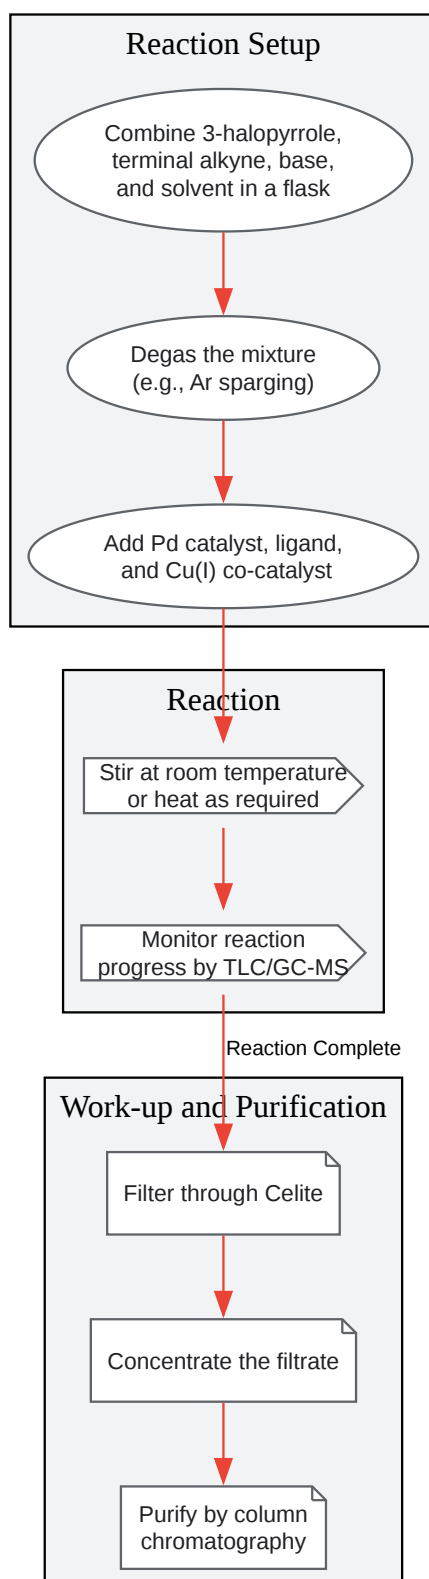 Reaction Setup
Combine 3-halopyrrole,
terminal alkyne, base,
and solvent in a flask
Degas the mixture
(e.g., Ar sparging)
Add Pd catalyst, ligand,
and Cu(I) co-catalyst
Reaction
Stir at room temperature
or heat as required
Monitor reaction
progress by TLC/GC-MS
Reaction Complete
Work-up and Purification
Filter through Celite
Concentrate the filtrate
Purify by column
chromatography